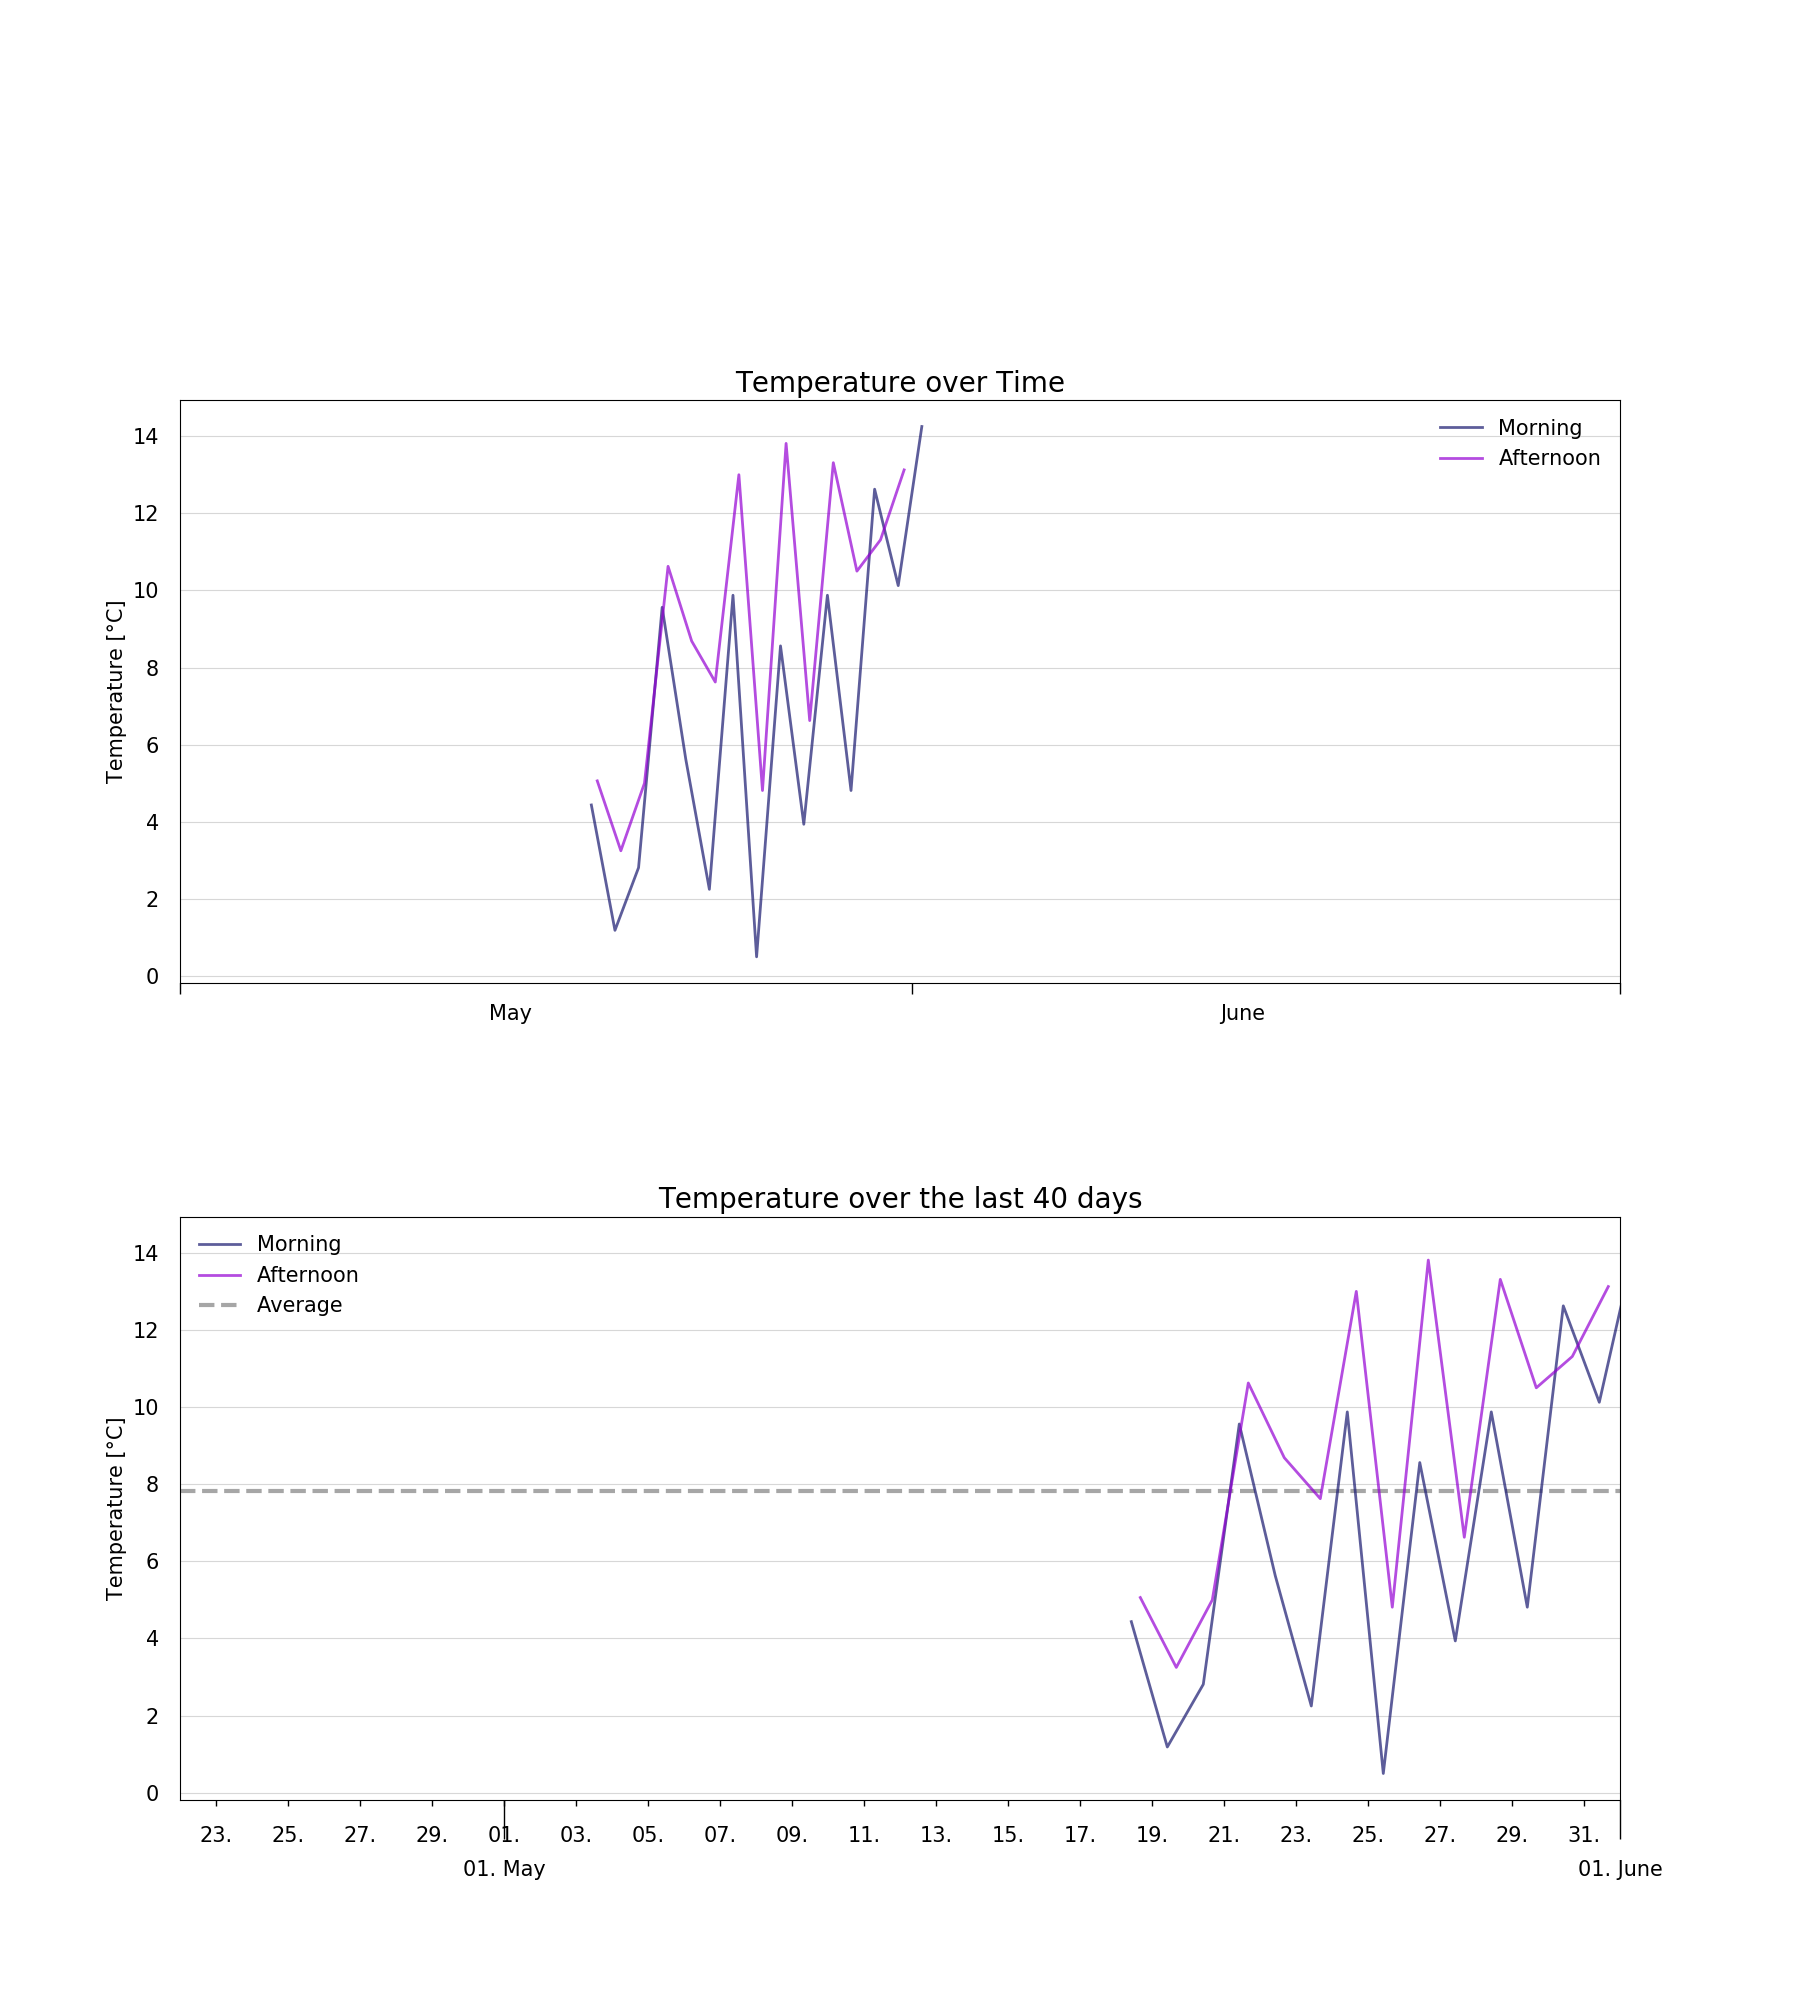 Temperature over Time
Morning
Afternoon
14
12
10
8
6
4
2
0
Temperature [°C]
May June
Temperature over the last 40 days
Morning
Afternoon
Average
14
12
10
8
6
4
2
0
Temperature [°C]
23. 25. 27. 29. 01. 03. 05. 07. 09. 11. 13. 15. 17. 19. 21. 23. 25. 27. 29. 31.
01. May 01. June